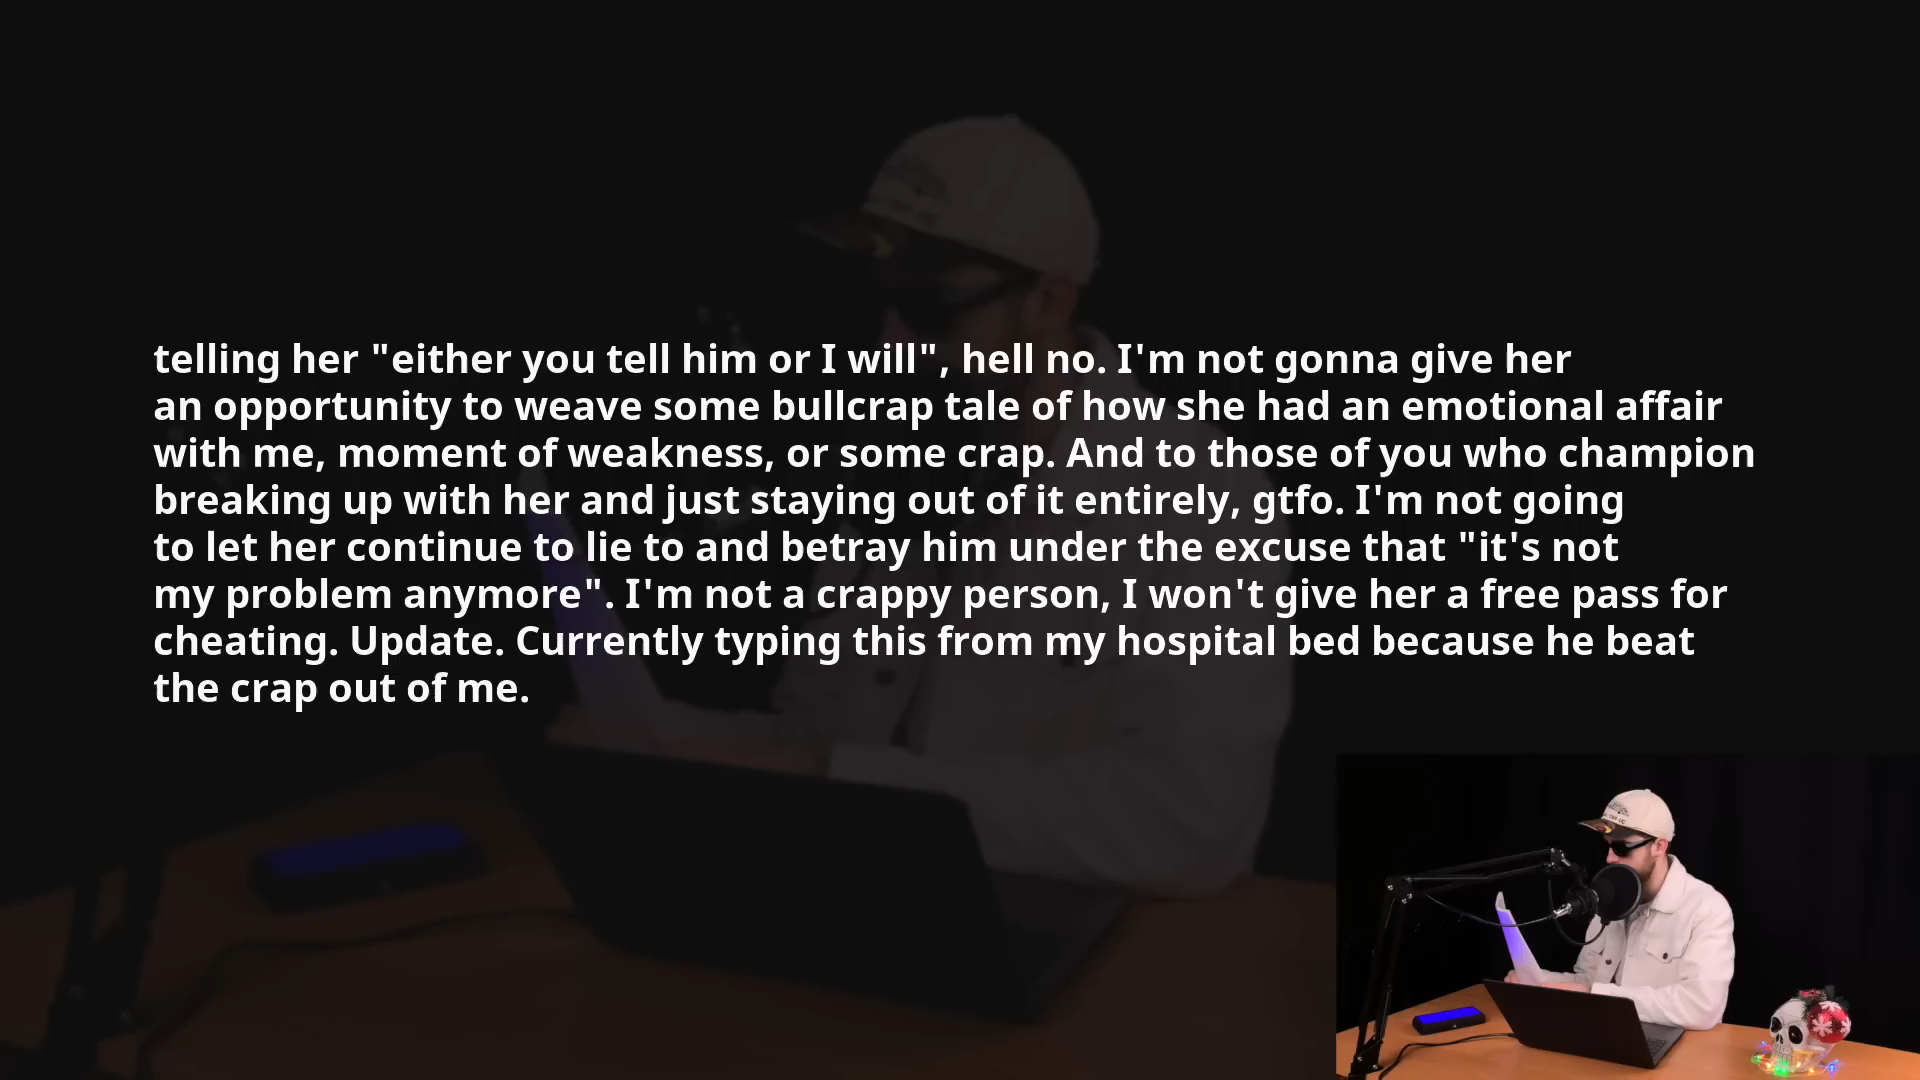 telling her "either you tell him or I will", hell no. I'm not gonna give her
an opportunity to weave some bullcrap tale of how she had an emotional affair
with me, moment of weakness, or some crap. And to those of you who champion
breaking up with her and just staying out of it entirely, gtfo. I'm not going
to let her continue to lie to and betray him under the excuse that "it's not
my problem anymore". I'm not a crappy person, I won't give her a free pass for
cheating. Update. Currently typing this from my hospital bed because he beat
the crap out of me.